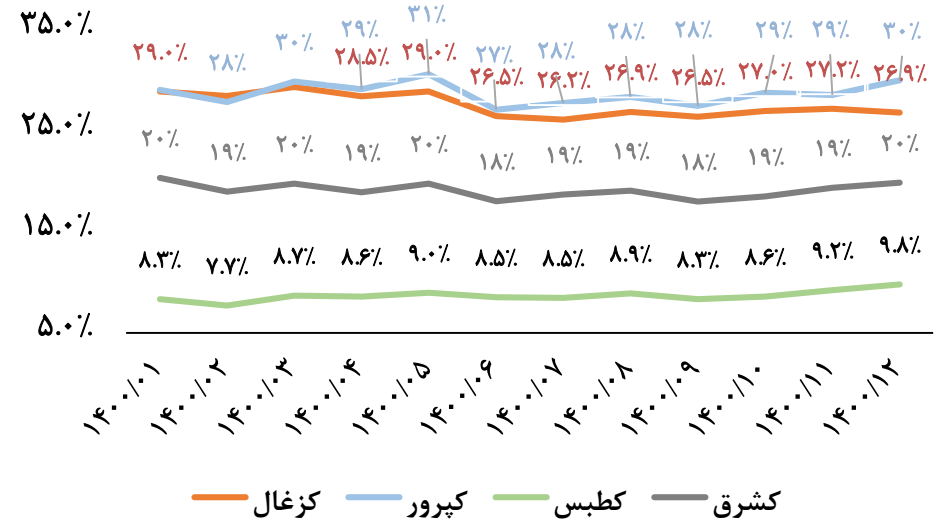 ۳۵.۰٪
۲۵.۰٪
۱۵.۰٪
۵.۰٪
۲۹.۰٪ ۲۸.۵٪ ۲۹.۰٪ ۲۶.۵٪ ۲۶.۲٪ ۲۶.۹٪ ۲۶.۵٪ ۲۷.۰٪ ۲۷.۲٪ ۲۶.۹٪
۲۸٪ ۳۰٪ ۲۹٪ ۳۱٪ ۲۷٪ ۲۸٪ ۲۸٪ ۲۸٪ ۲۹٪ ۲۹٪ ۳۰٪
۲۰٪ ۱۹٪ ۲۰٪ ۱۹٪ ۲۰٪ ۱۸٪ ۱۹٪ ۱۹٪ ۱۸٪ ۱۹٪ ۱۹٪ ۲۰٪
۸.۳٪ ۷.۷٪ ۸.۷٪ ۸.۶٪ ۹.۰٪ ۸.۵٪ ۸.۵٪ ۸.۹٪ ۸.۳٪ ۸.۶٪ ۹.۲٪ ۹.۸٪
۱۴۰۰/۰۱ ۱۴۰۰/۰۲ ۱۴۰۰/۰۳ ۱۴۰۰/۰۴ ۱۴۰۰/۰۵ ۱۴۰۰/۰۶ ۱۴۰۰/۰۷ ۱۴۰۰/۰۸ ۱۴۰۰/۰۹ ۱۴۰۰/۱۰ ۱۴۰۰/۱۱ ۱۴۰۰/۱۲
کزغال کپرور کطبس کشرق